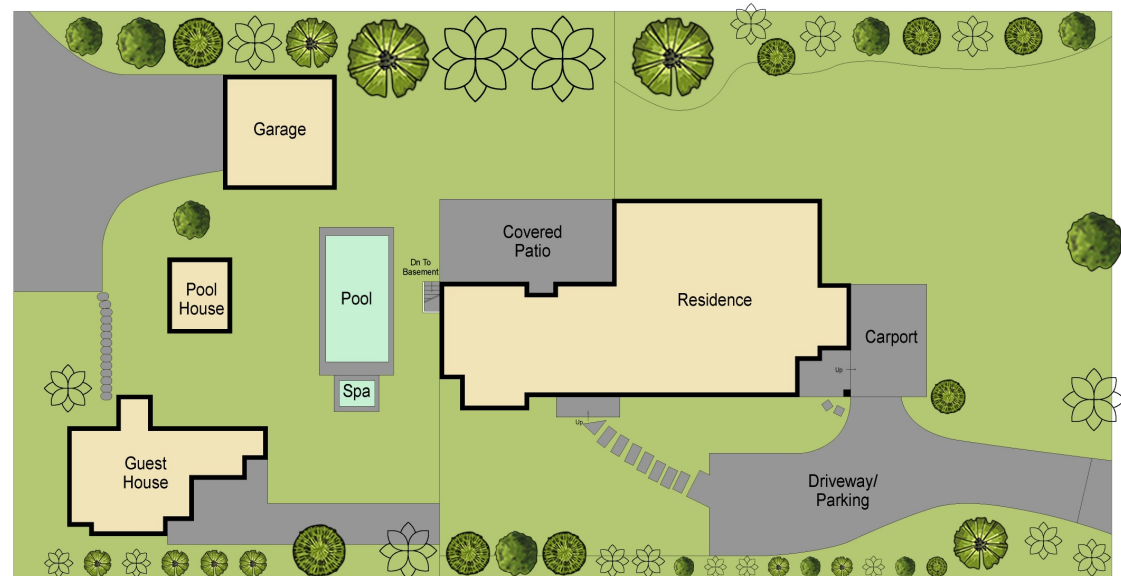 Garage
Covered
Patio
Dn To
Basement
Pool
House
Pool
Residence
Carport
Up
Spa
Up
Guest
House
Driveway/
Parking